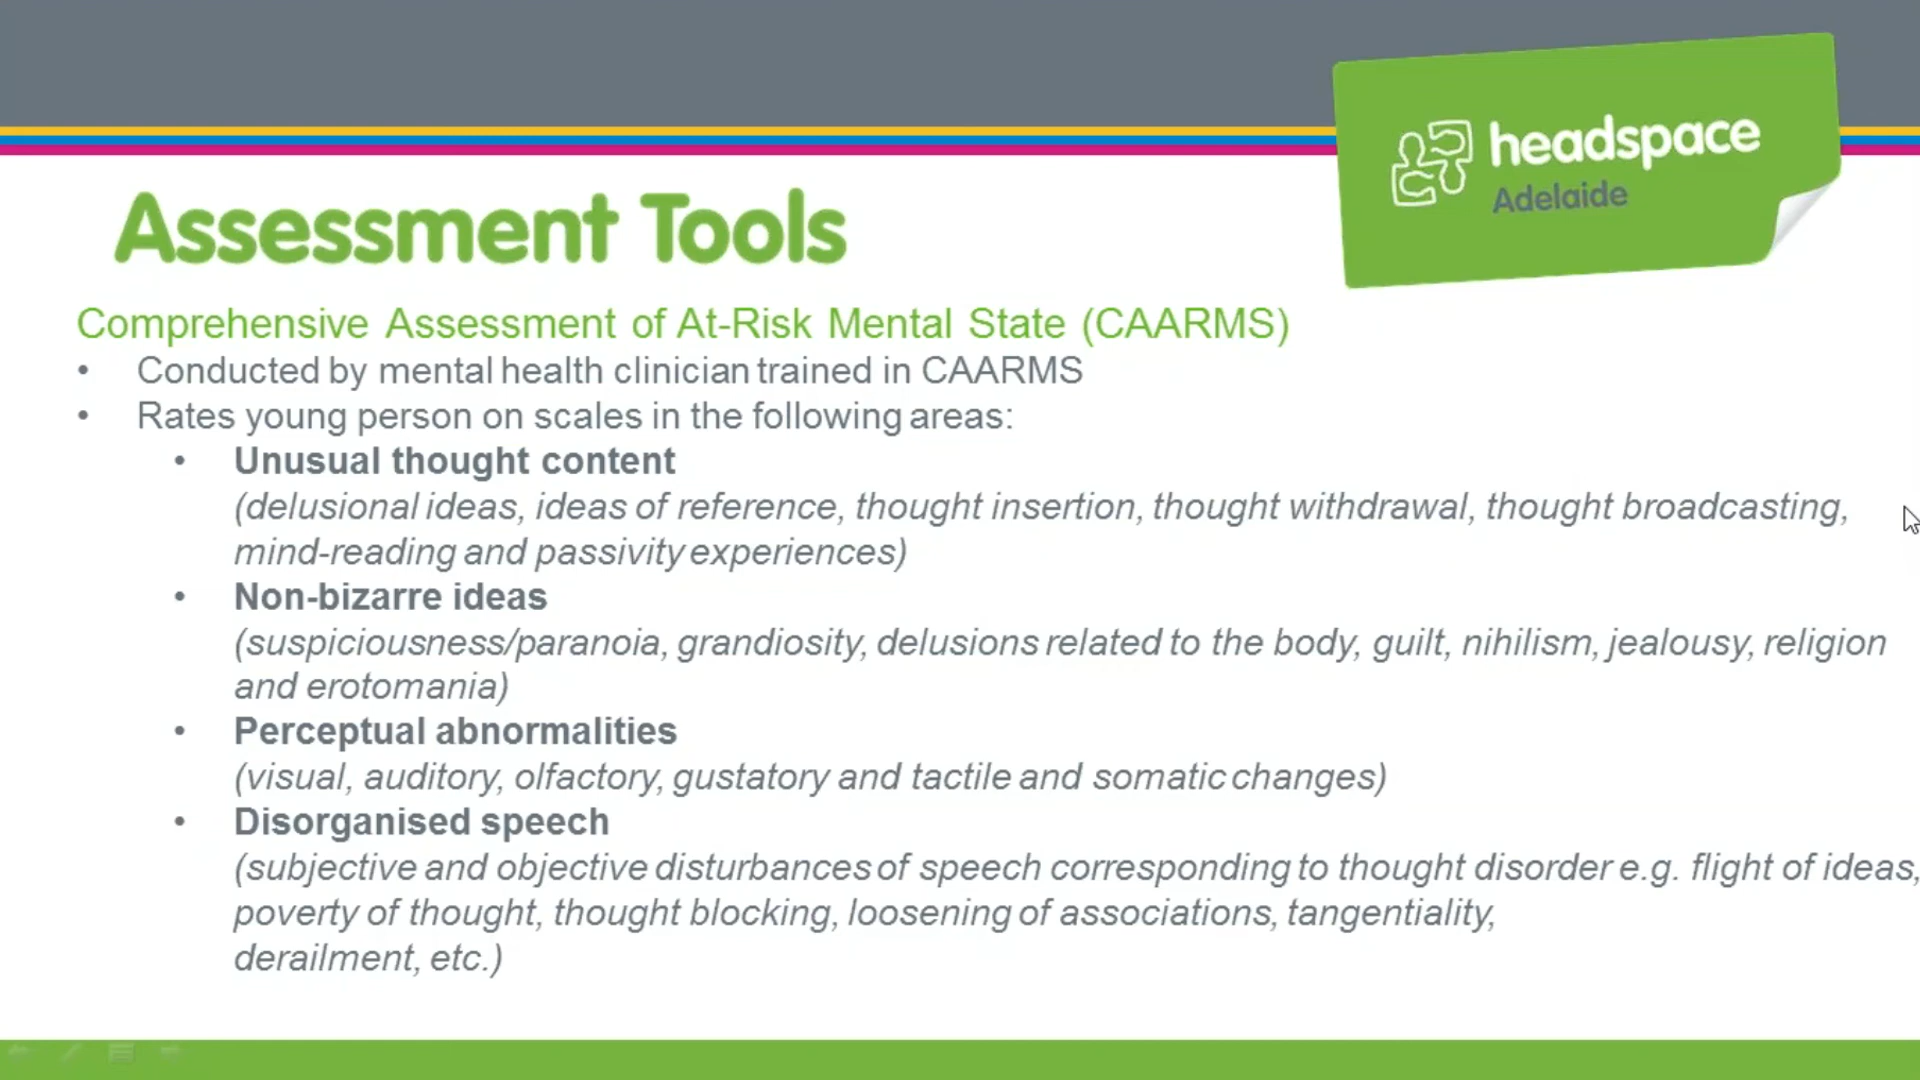 headspace
Adelaide
Assessment Tools
Comprehensive Assessment of At-Risk Mental State (CAARMS)
• Conducted by mental health clinician trained in CAARMS
• Rates young person on scales in the following areas:
• Unusual thought content
(delusional ideas, ideas of reference, thought insertion, thought withdrawal, thought broadcasting,
mind-reading and passivity experiences)
• Non-bizarre ideas
(suspiciousness/paranoia, grandiosity, delusions related to the body, guilt, nihilism, jealousy, religion
and erotomania)
• Perceptual abnormalities
(visual, auditory, olfactory, gustatory and tactile and somatic changes)
• Disorganised speech
(subjective and objective disturbances of speech corresponding to thought disorder e.g. flight of ideas,
poverty of thought, thought blocking, loosening of associations, tangentiality,
derailment, etc.)